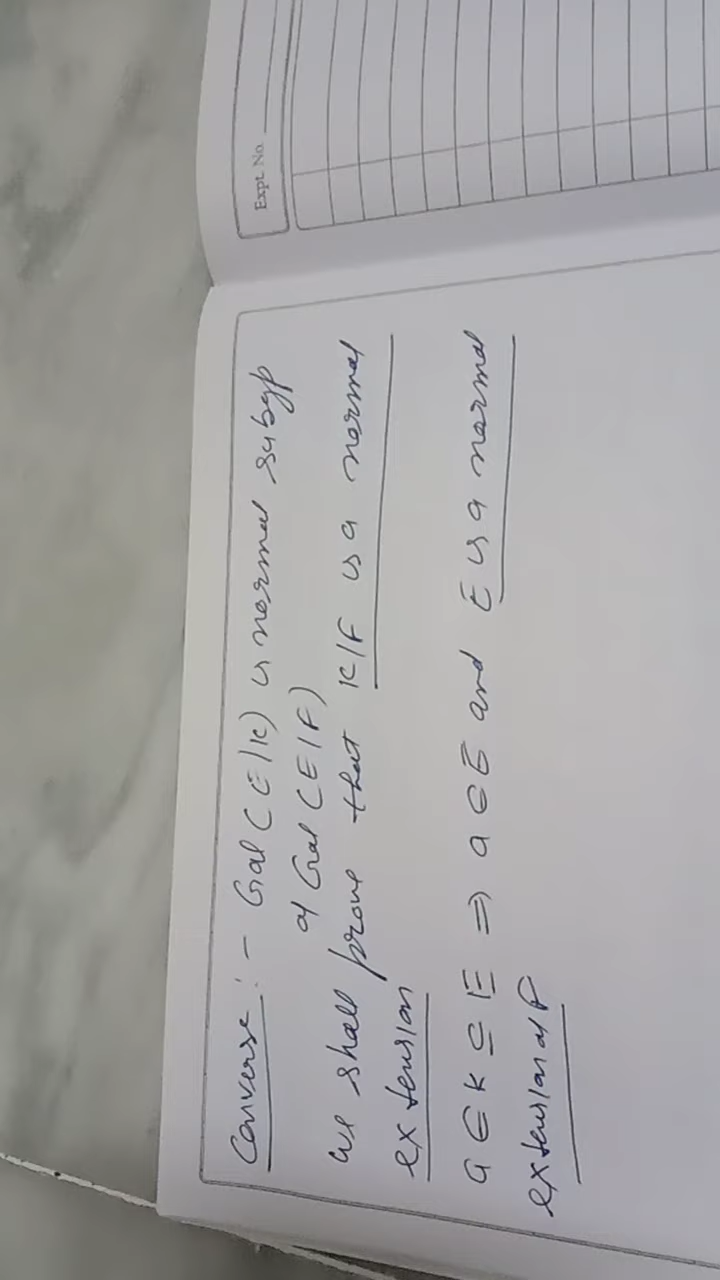 Expt. No.
Converse :- Gal (E/K) is normal subgp
of Gal (E/F)
we shall prove that K/F is a normal
extension
a ∈ K ⊆ E ⇒ a ∈ E and E is a normal
extension of F